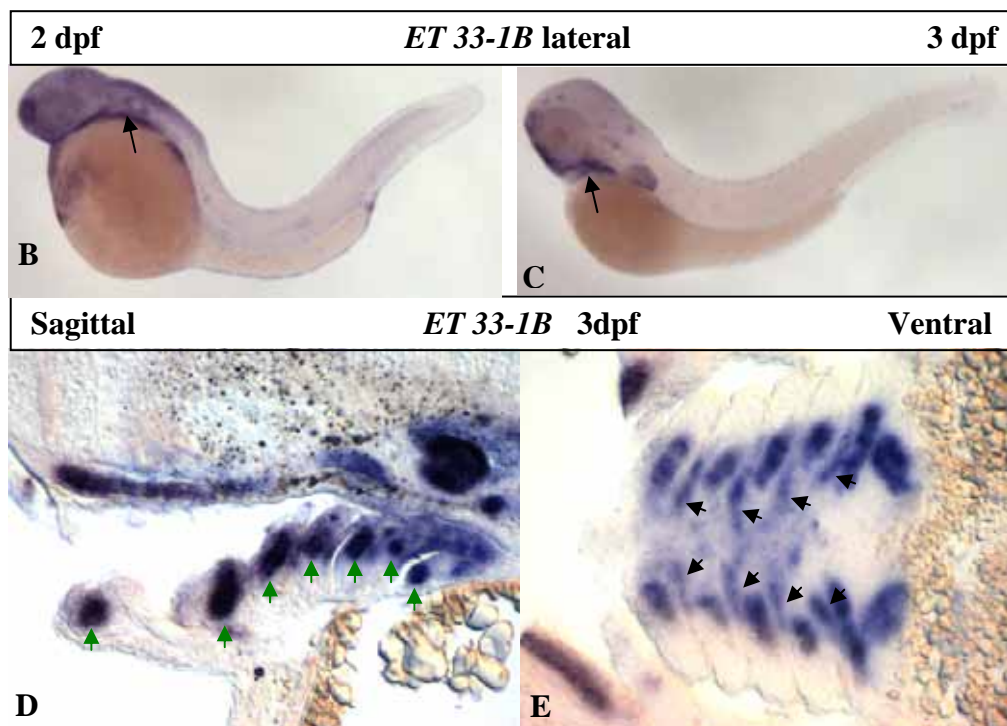 2 dpf ET 33-1B lateral 3 dpf
B
C
Sagittal ET 33-1B 3dpf Ventral
D
E